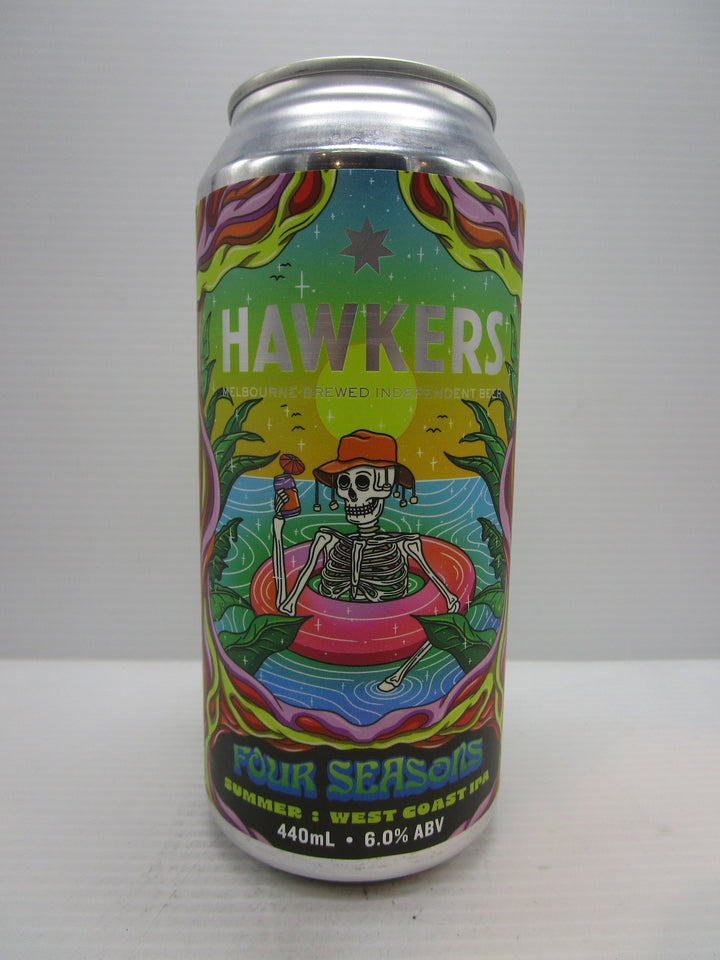 HAWKERS
MELBOURNE-BREWED INDEPENDENT BEER
FOUR SEASONS
SUMMER : WEST COAST IPA
440mL • 6.0% ABV